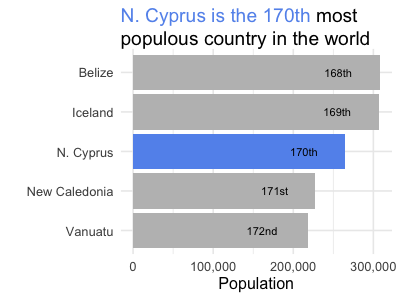 N. Cyprus is the 170th most
populous country in the world
Belize
168th
Iceland
169th
N. Cyprus
170th
New Caledonia
171st
Vanuatu
172nd
0
100,000
200,000
300,000
Population